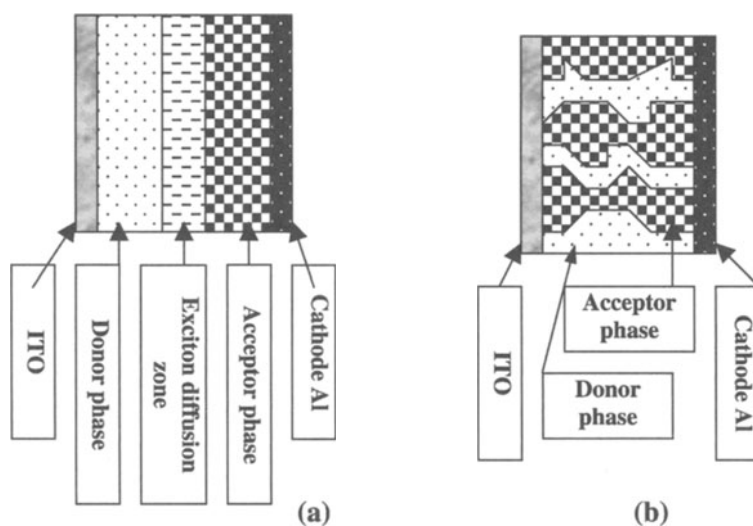 ITO
Donor phase
Exciton diffusion
zone
Acceptor phase
Cathode Al
(a)
ITO
Acceptor
phase
Donor
phase
Cathode Al
(b)